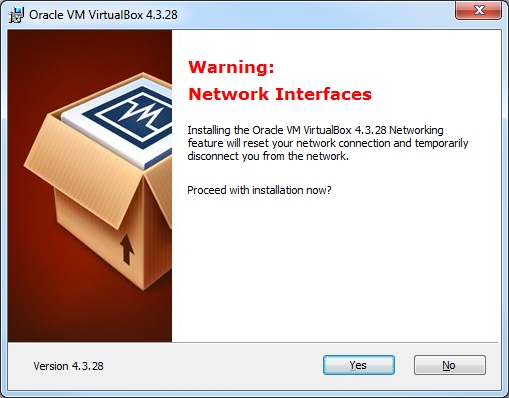 Oracle VM VirtualBox 4.3.28
Warning:
Network Interfaces
Installing the Oracle VM VirtualBox 4.3.28 Networking
feature will reset your network connection and temporarily
disconnect you from the network.
Proceed with installation now?
Version 4.3.28
Yes
No